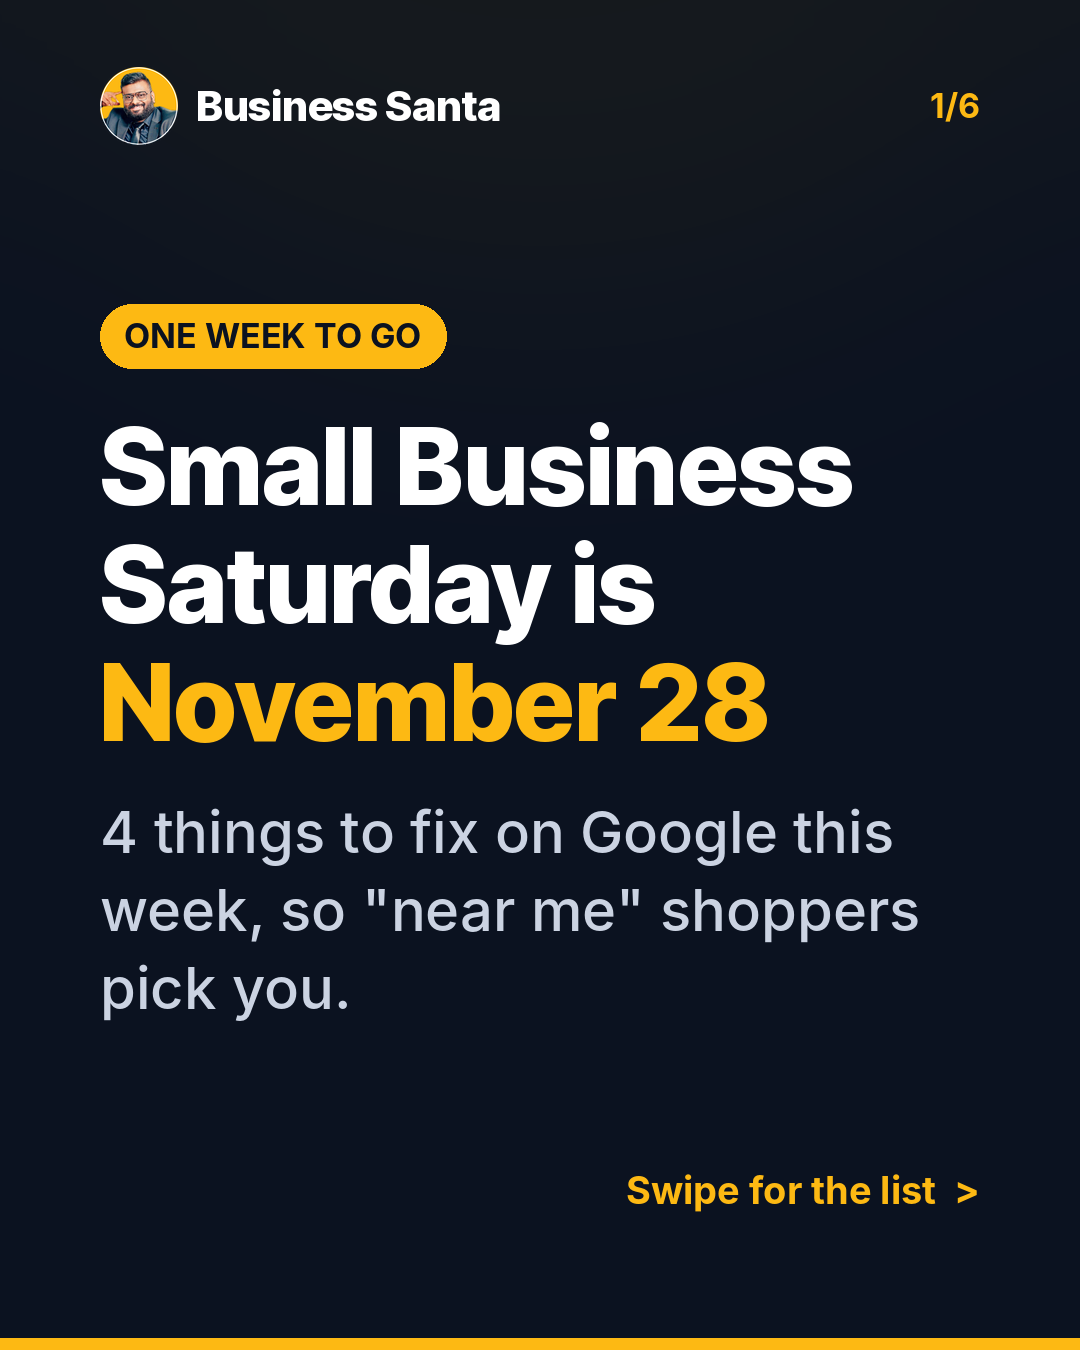 Business Santa
1/6
ONE WEEK TO GO
Small Business
Saturday is
November 28
4 things to fix on Google this
week, so "near me" shoppers
pick you.
Swipe for the list >